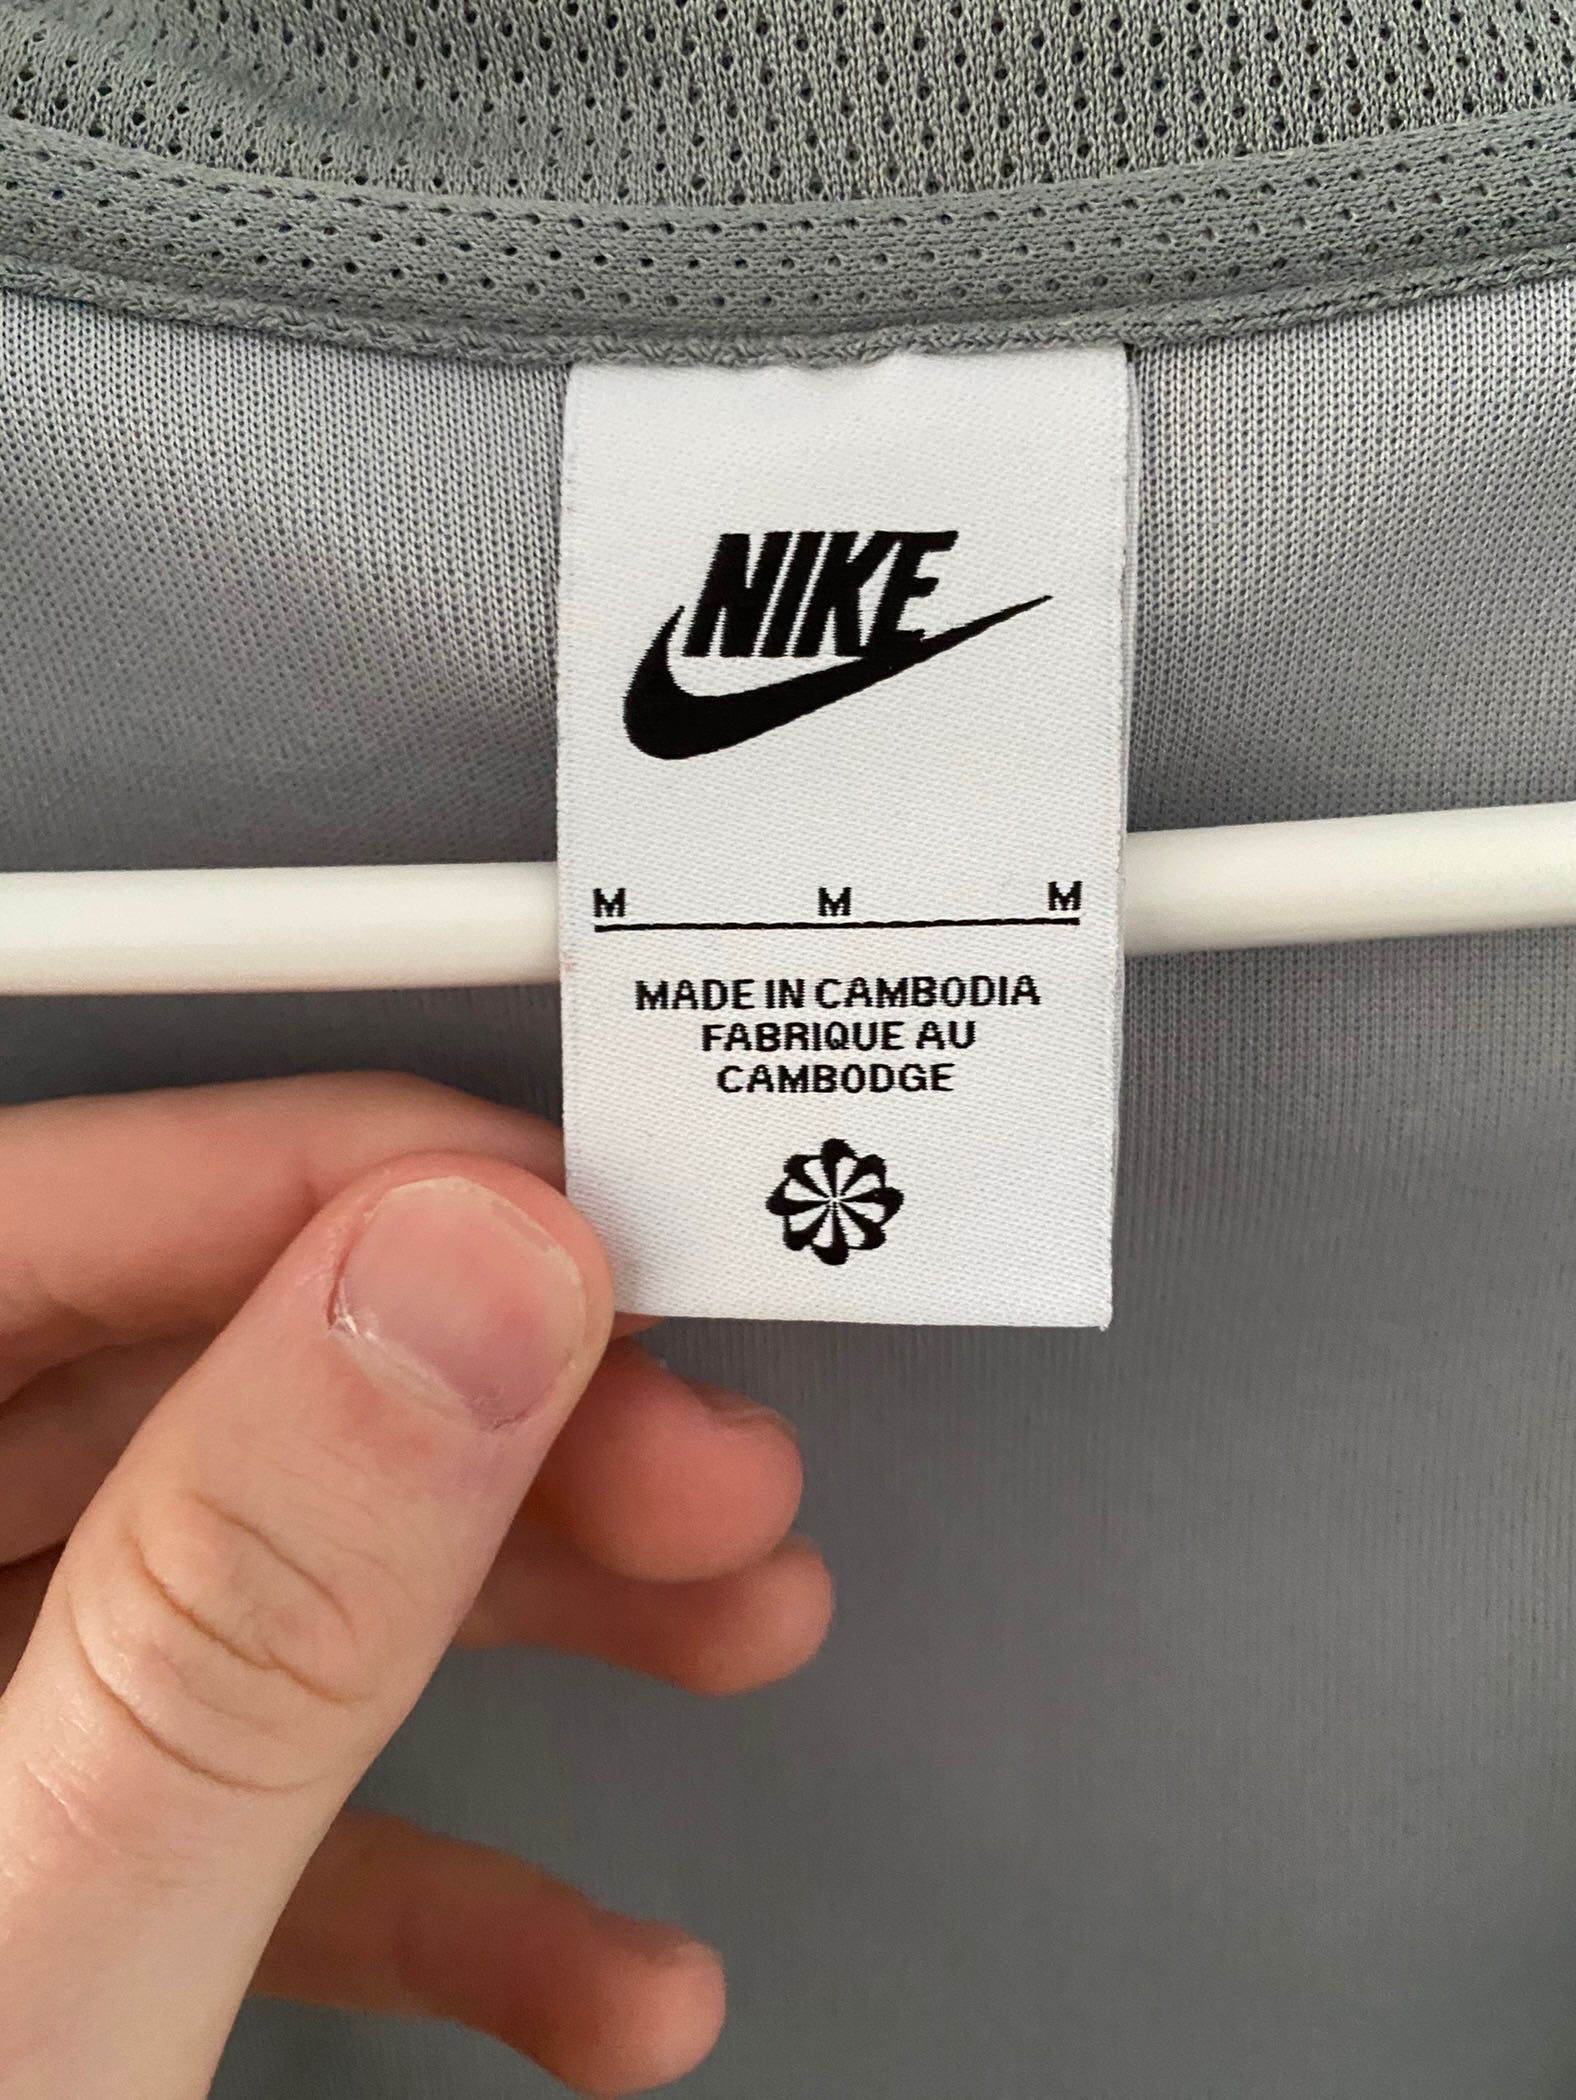 NIKE
M M M
MADE IN CAMBODIA
FABRIQUE AU
CAMBODGE